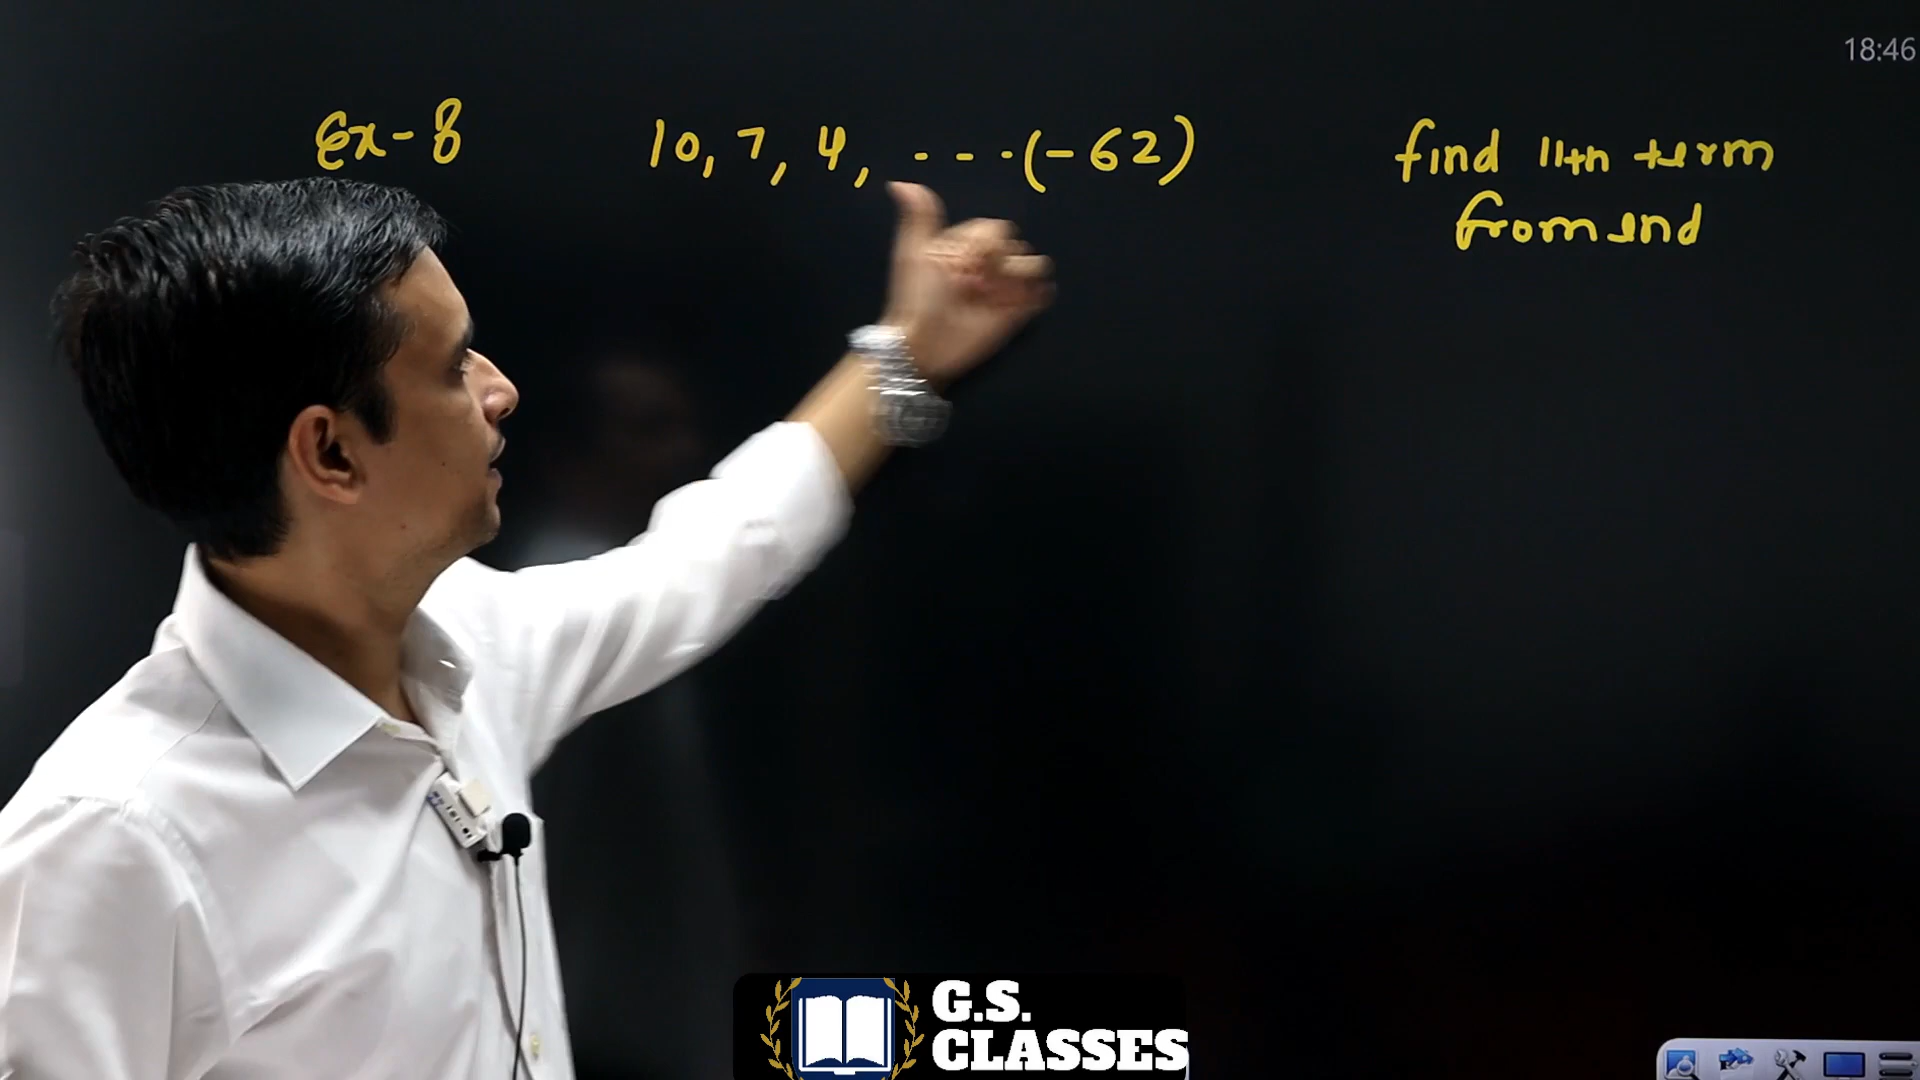 18:46
Ex-8 10, 7, 4, ---(-62) find 11th term
from end
G.S.
CLASSES